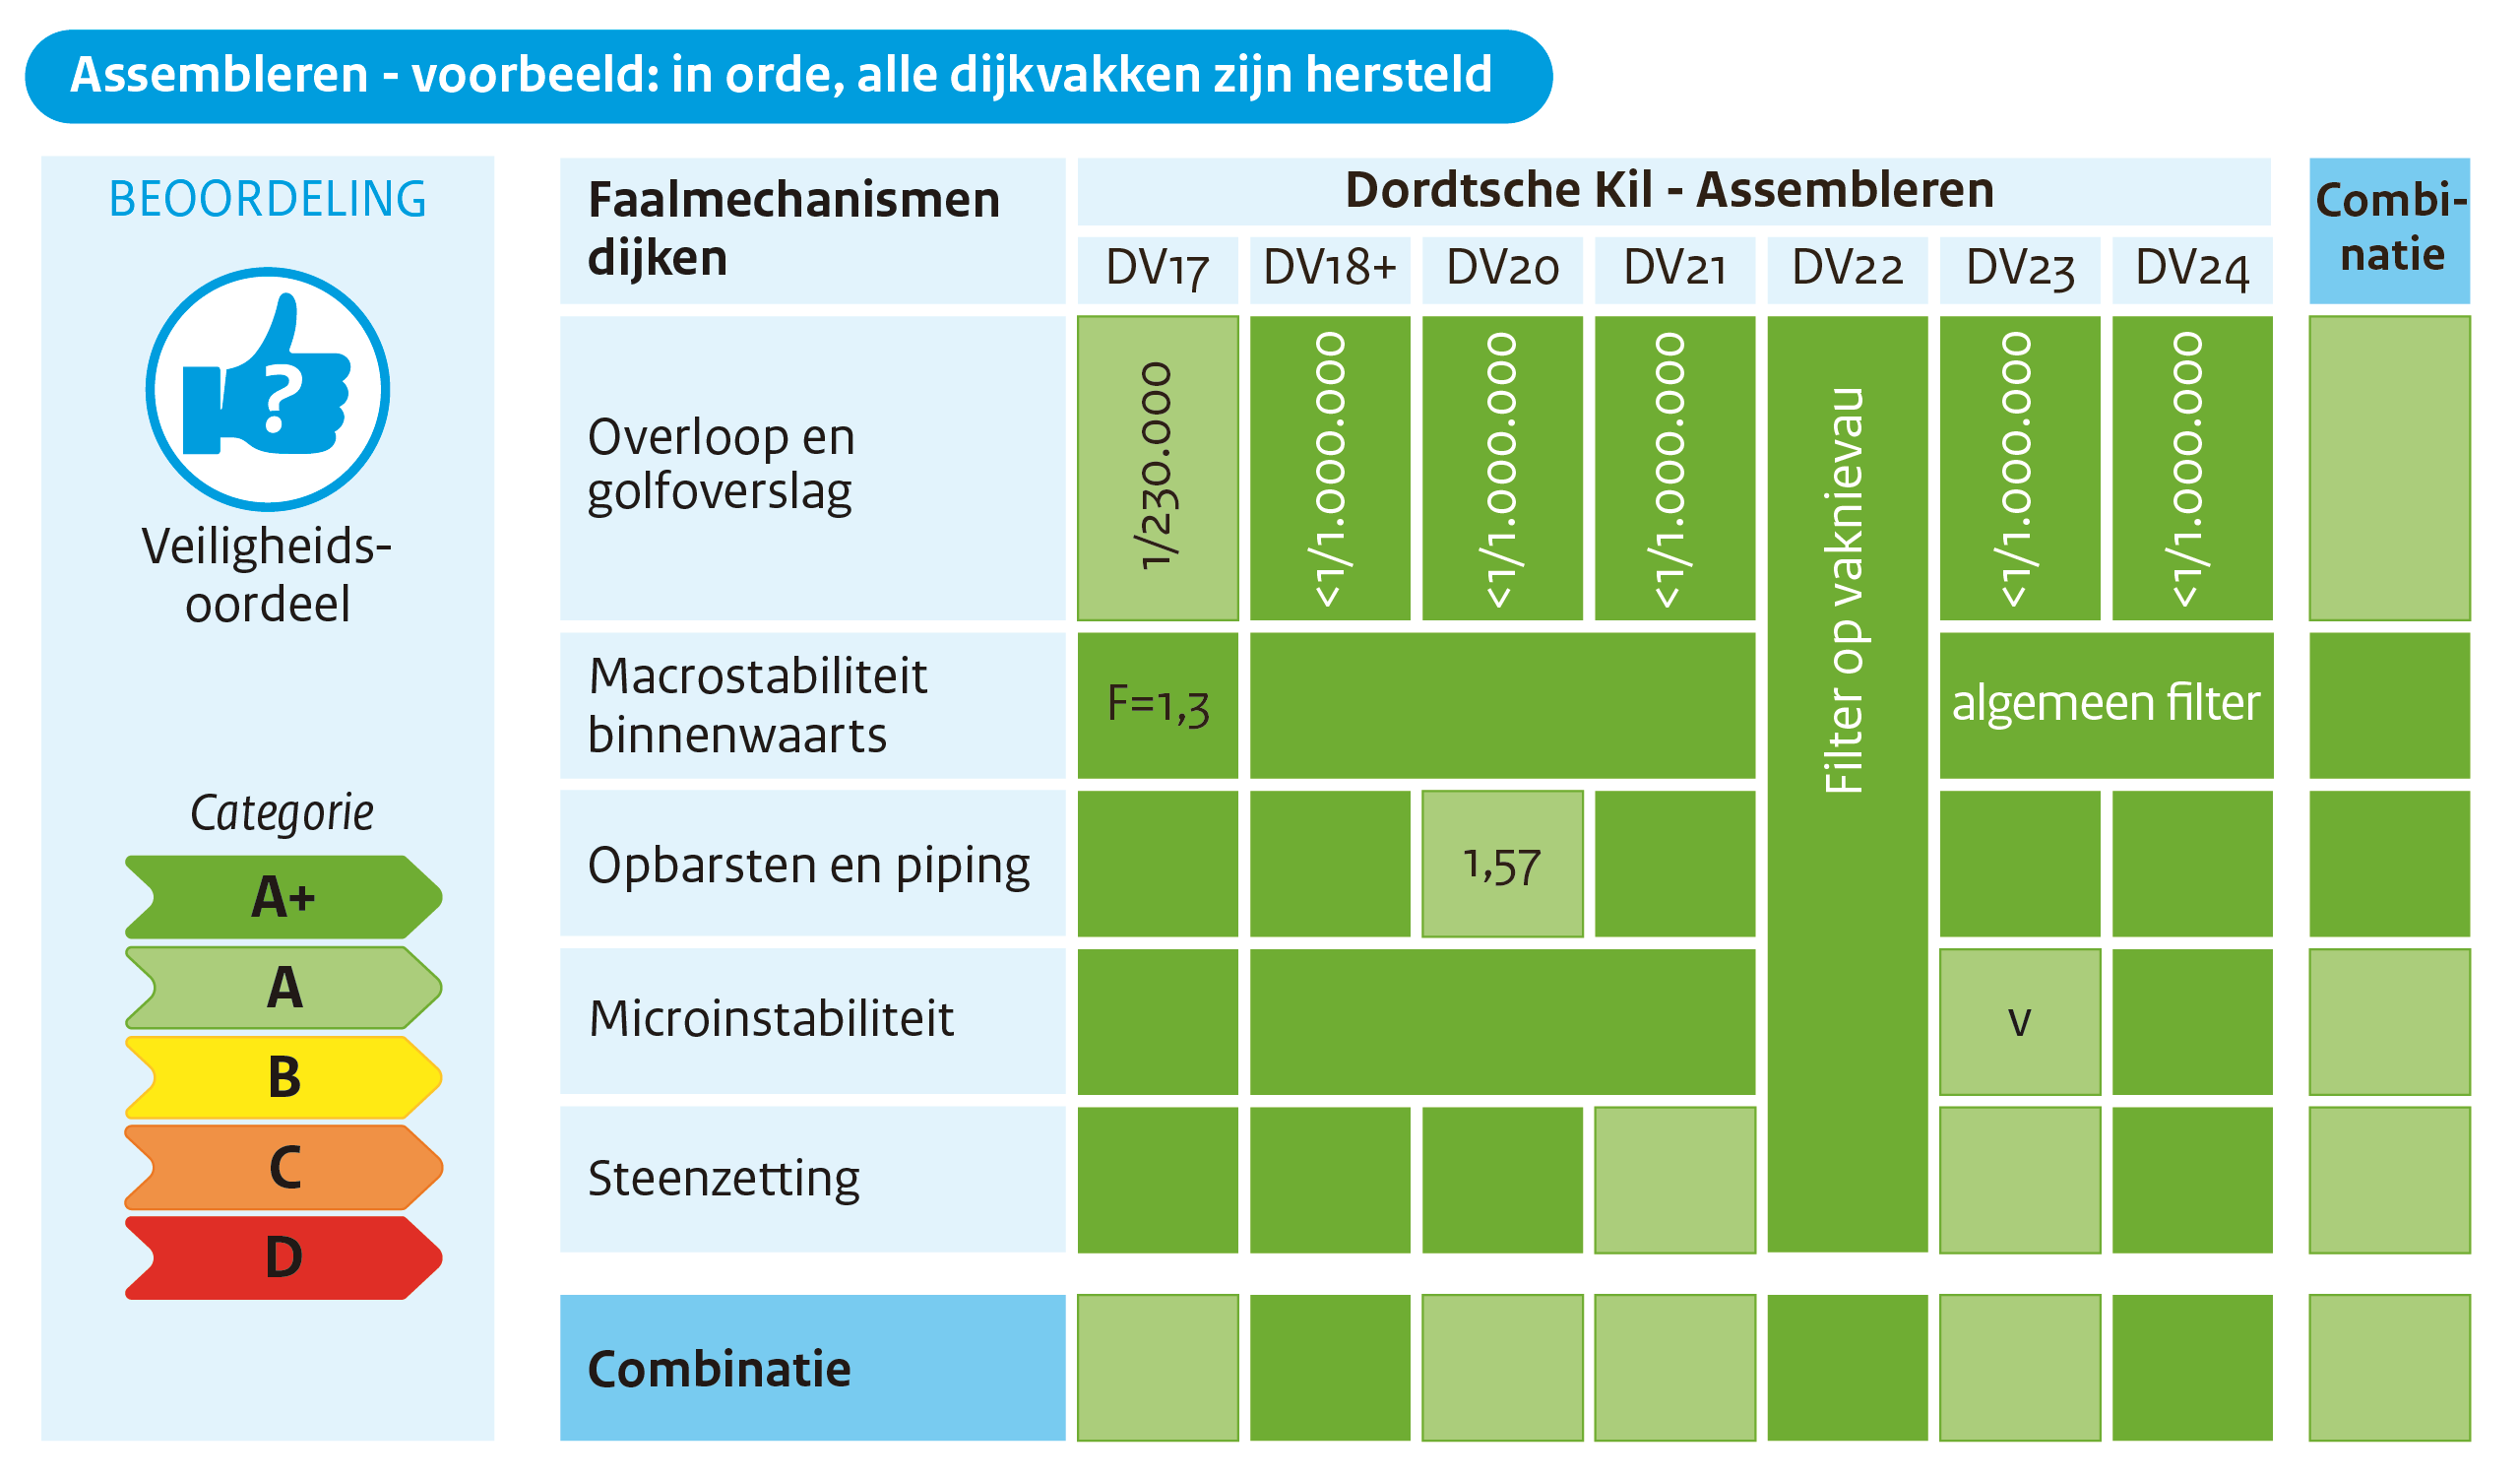 Assembleren - voorbeeld: in orde, alle dijkvakken zijn hersteld
BEOORDELING
Veiligheids-
oordeel
Categorie
A+
A
B
C
D
Faalmechanismen
dijken
Dordtsche Kil - Assembleren
Combi-
natie
DV17
DV18+
DV20
DV21
DV22
DV23
DV24
Overloop en
golfoverslag
1/230.000
<1/1.000.000
<1/1.000.000
<1/1.000.000
Filter op vaknievau
<1/1.000.000
<1/1.000.000
Macrostabiliteit
binnenwaarts
F=1,3
algemeen filter
Opbarsten en piping
1,57
Microinstabiliteit
v
Steenzetting
Combinatie
?